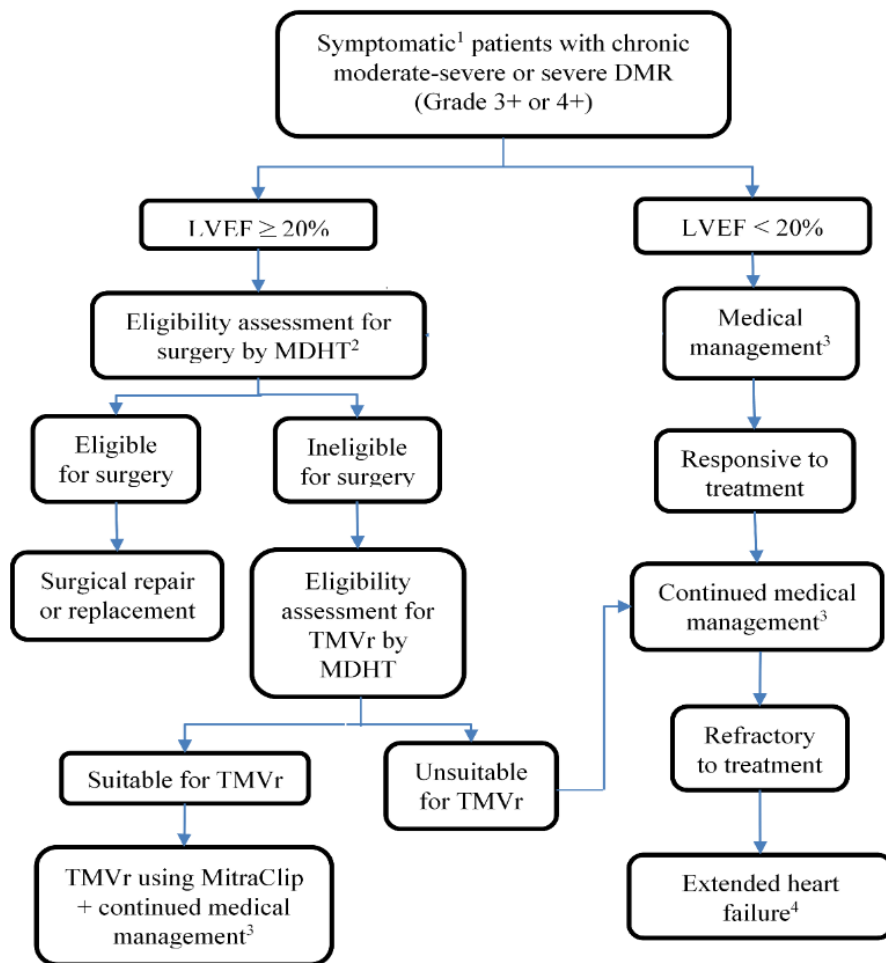 Symptomatic¹ patients with chronic
moderate-severe or severe DMR
(Grade 3+ or 4+)
LVEF ≥ 20%
LVEF < 20%
Eligibility assessment for
surgery by MDHT²
Medical
management³
Eligible
for surgery
Ineligible
for surgery
Responsive to
treatment
Surgical repair
or replacement
Eligibility
assessment for
TMVr by
MDHT
Continued medical
management³
Suitable for TMVr
Unsuitable
for TMVr
Refractory
to treatment
TMVr using MitraClip
+ continued medical
management³
Extended heart
failure⁴